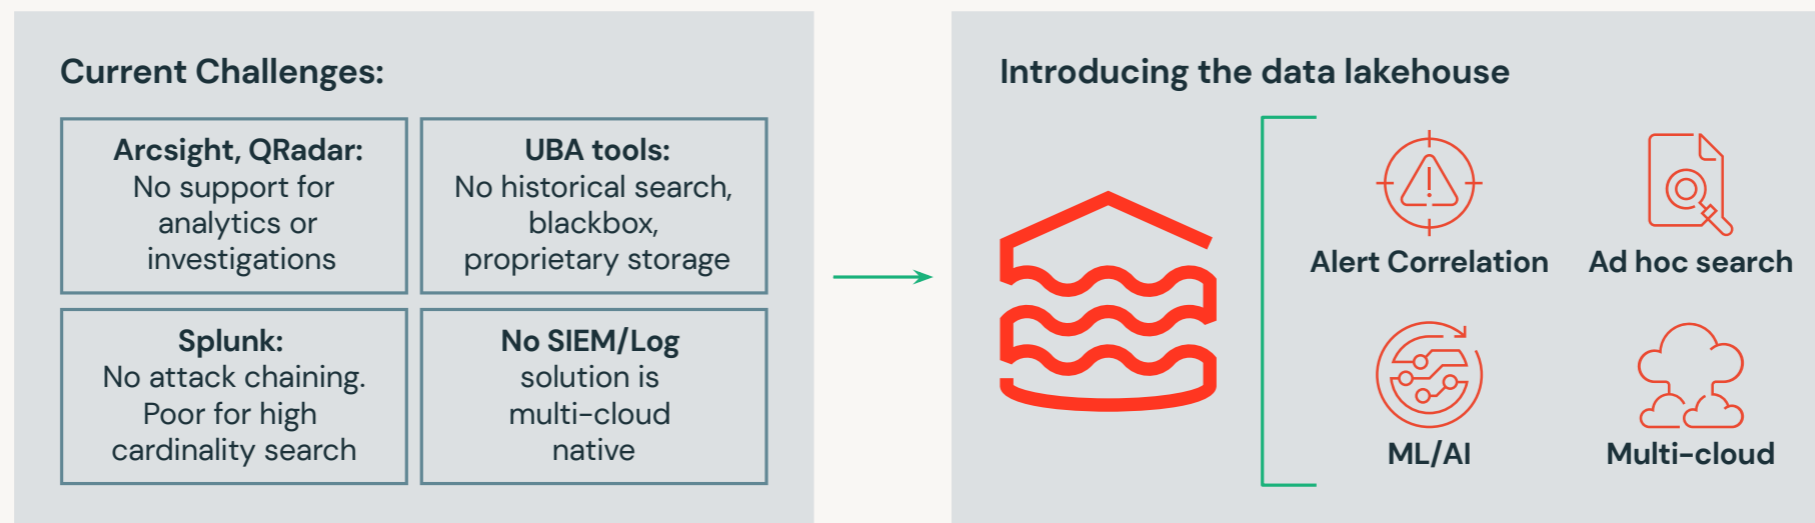 Current Challenges:
Arcsight, QRadar:
No support for
analytics or
investigations
UBA tools:
No historical search,
blackbox,
proprietary storage
Splunk:
No attack chaining.
Poor for high
cardinality search
No SIEM/Log
solution is
multi-cloud
native
Introducing the data lakehouse
Alert Correlation
Ad hoc search
ML/AI
Multi-cloud